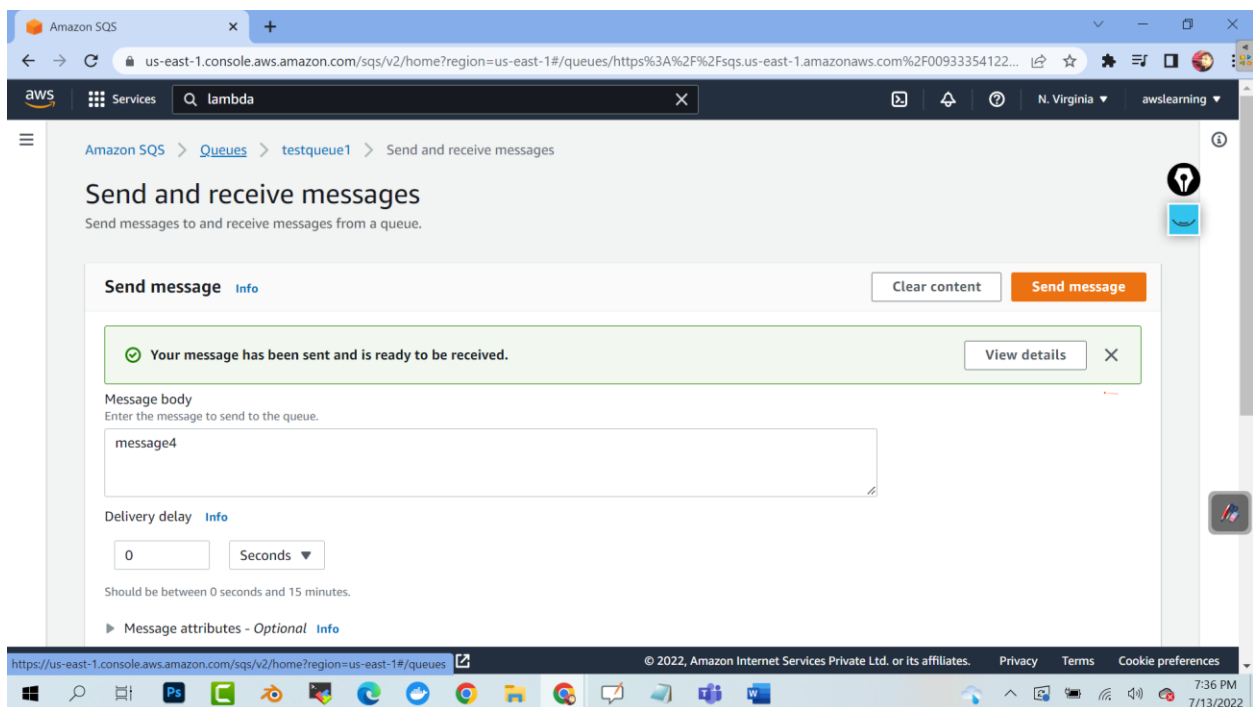 Amazon SQS
us-east-1.console.aws.amazon.com/sqs/v2/home?region=us-east-1#/queues/https%3A%2F%2Fsqs.us-east-1.amazonaws.com%2F00933354122...
aws Services lambda N. Virginia awslearning
Amazon SQS > Queues > testqueue1 > Send and receive messages
Send and receive messages
Send messages to and receive messages from a queue.
Send message Info Clear content Send message
Your message has been sent and is ready to be received. View details
Message body
Enter the message to send to the queue.
message4
Delivery delay Info
0 Seconds
Should be between 0 seconds and 15 minutes.
Message attributes - Optional Info
https://us-east-1.console.aws.amazon.com/sqs/v2/home?region=us-east-1#/queues © 2022, Amazon Internet Services Private Ltd. or its affiliates. Privacy Terms Cookie preferences
Ps W 7:36 PM
7/13/2022